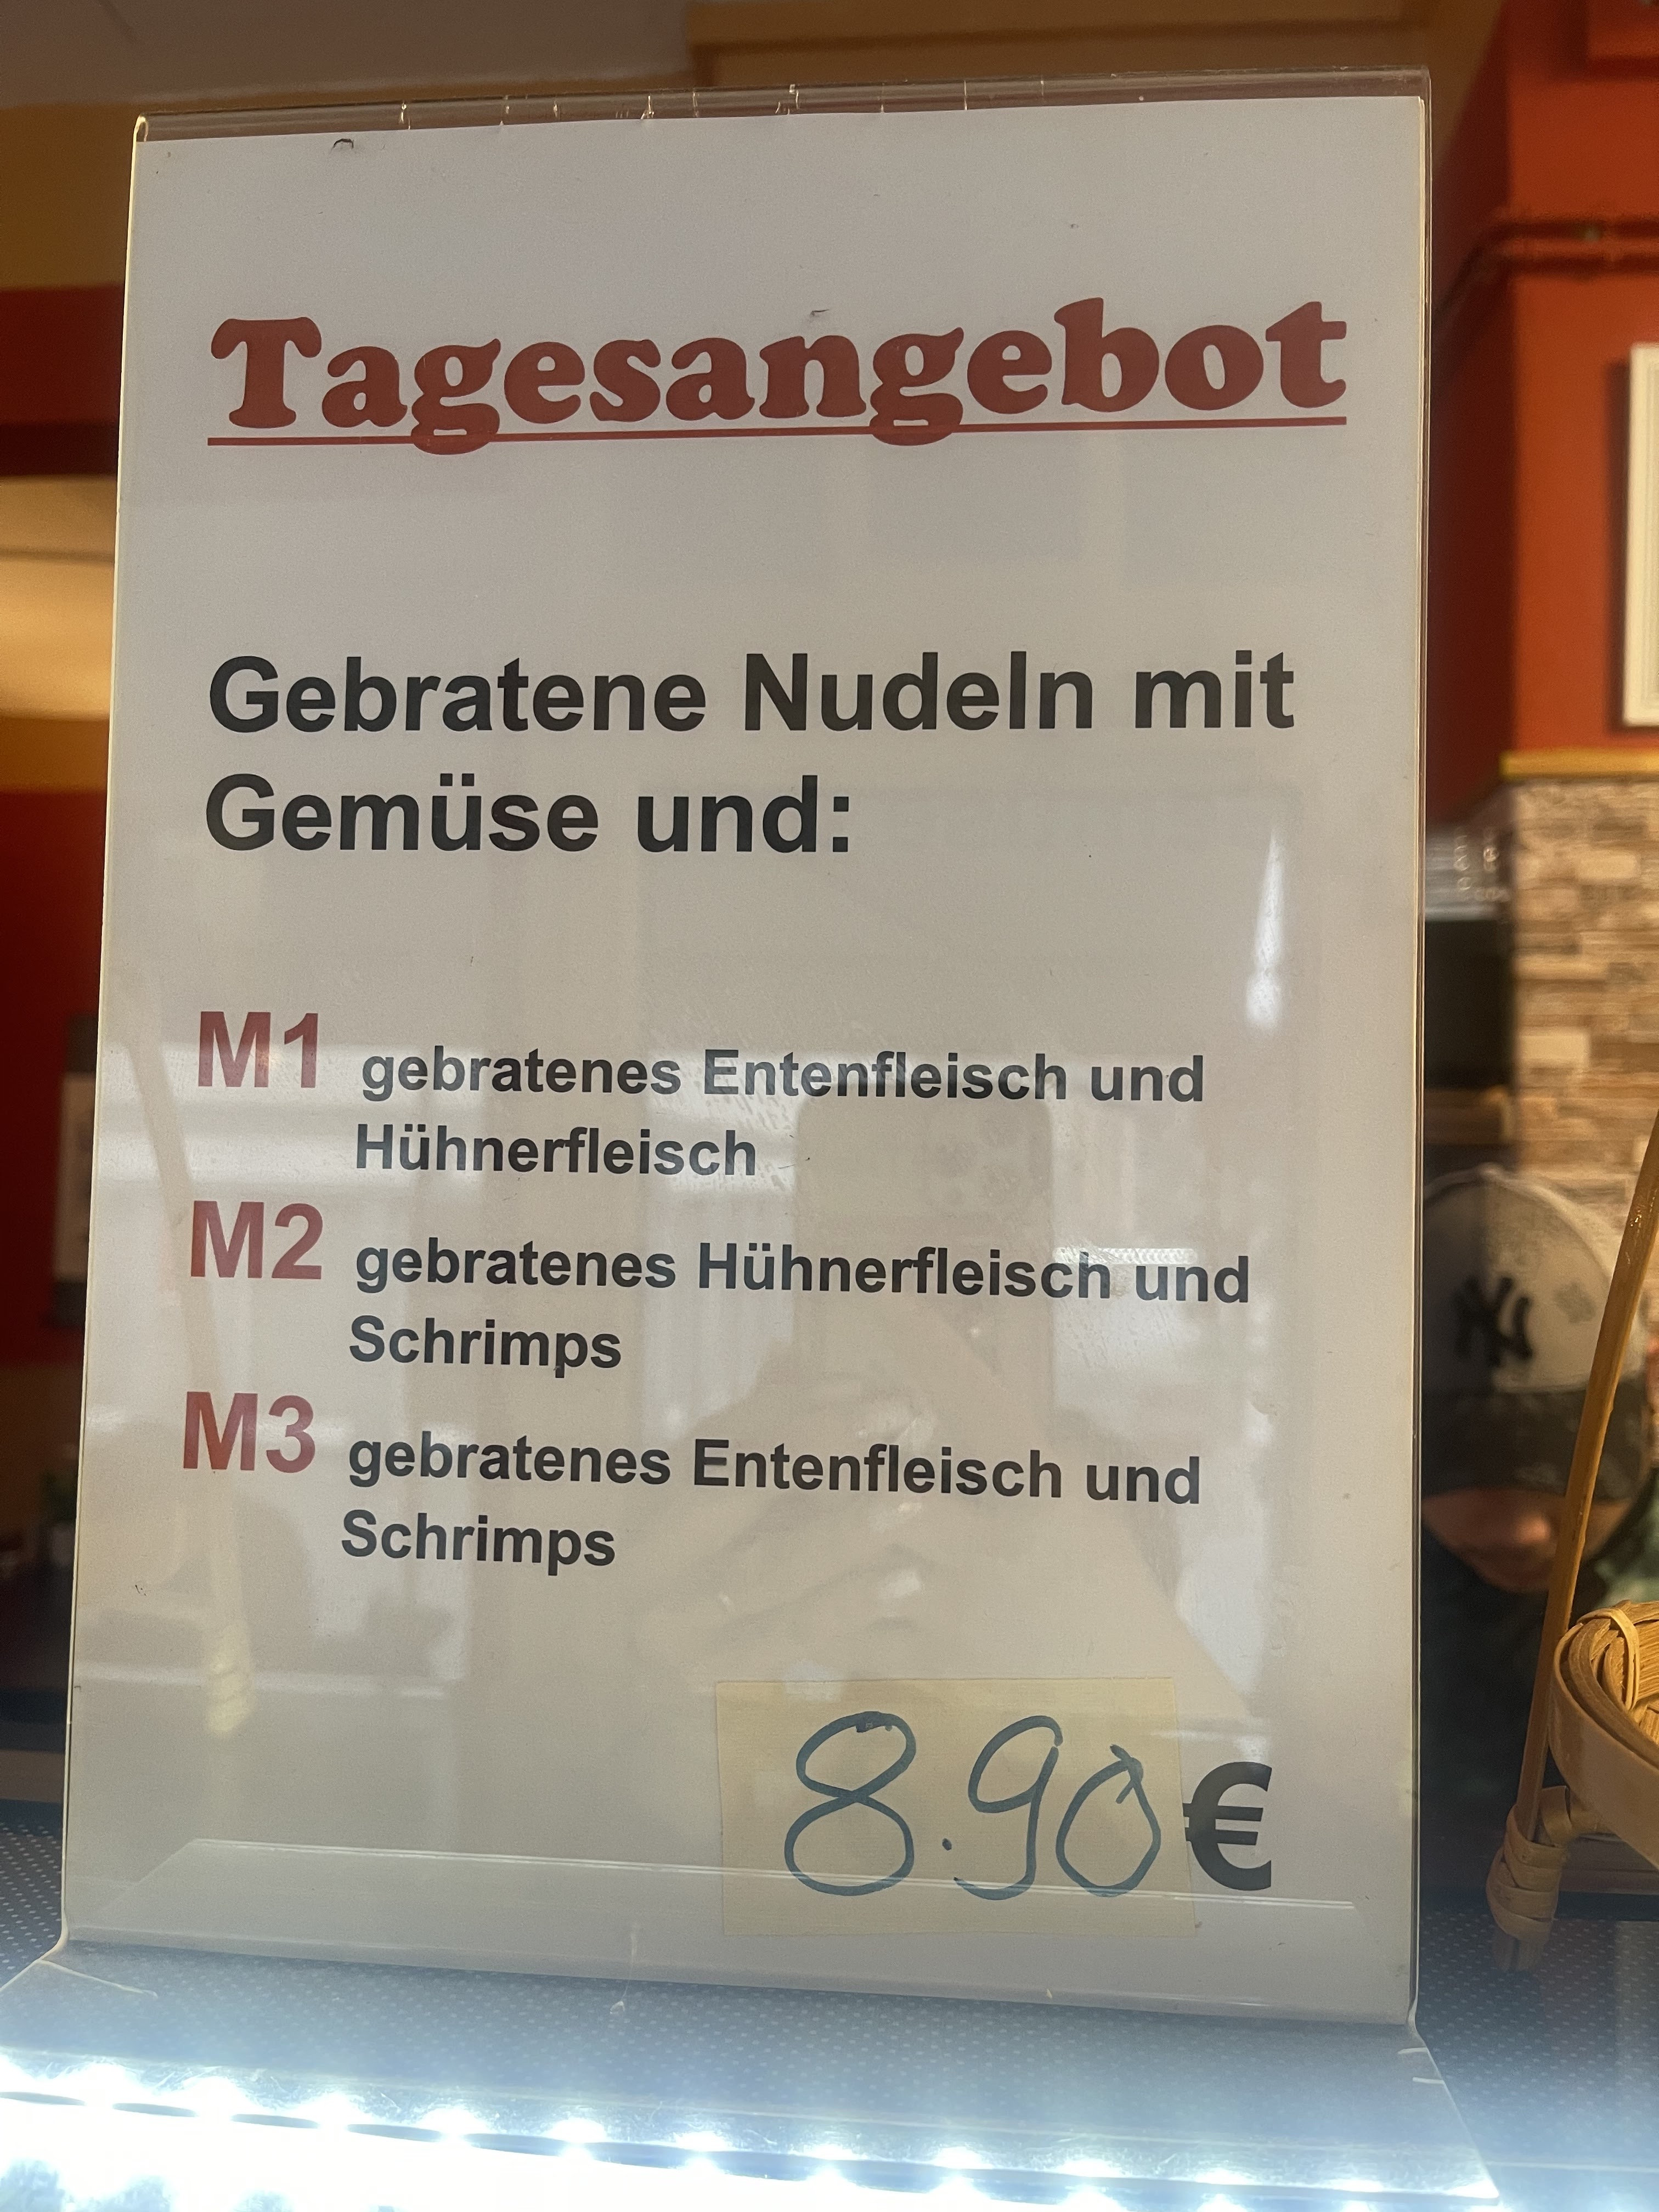 Tagesangebot
Gebratene Nudeln mit
Gemüse und:
M1 gebratenes Entenfleisch und
Hühnerfleisch
M2 gebratenes Hühnerfleisch und
Schrimps
M3 gebratenes Entenfleisch und
Schrimps
8.90€
NY